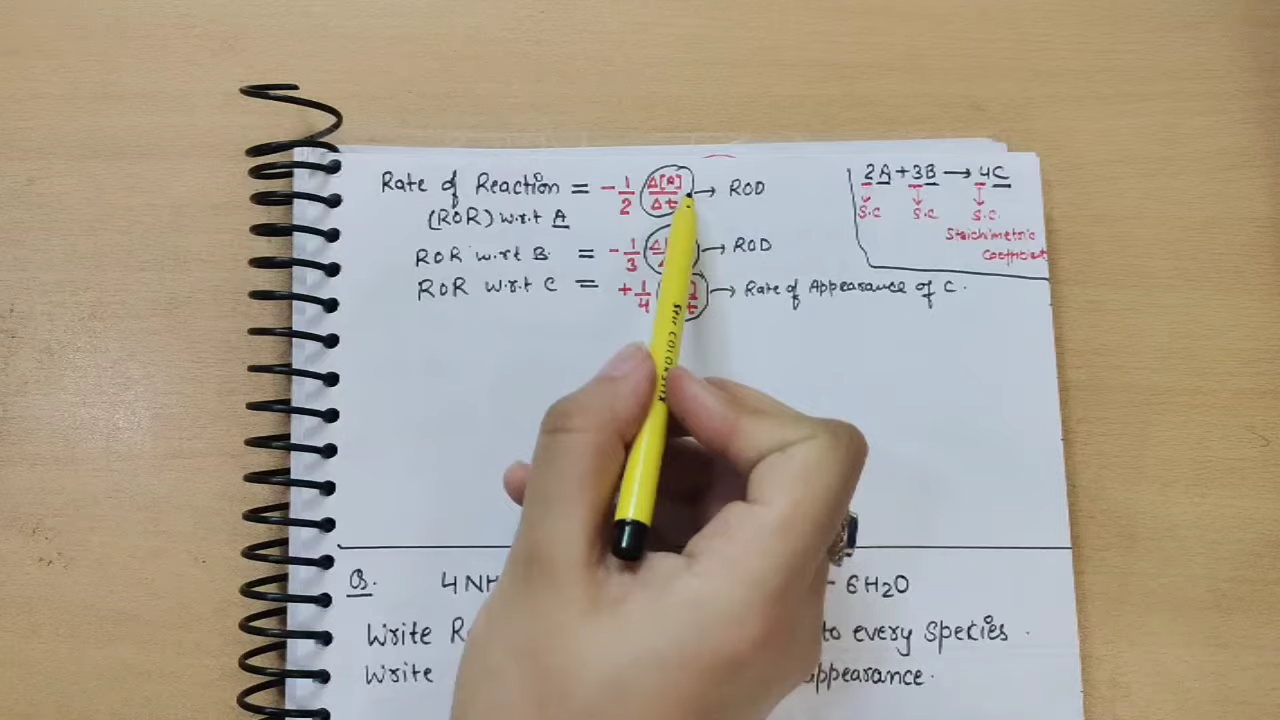 Rate of Reaction = - 1/2 Δ[A]/Δt → ROD
(ROR) w.r.t A
ROR w.r.t B = - 1/3 → ROD
ROR w.r.t C = + 1/4 → Rate of Appearance of C.
2A + 3B → 4C
S.C S.C S.C.
Stoichimetric
Coefficient
Q. 4NH 6H2O
Write to every species.
Write appearance.